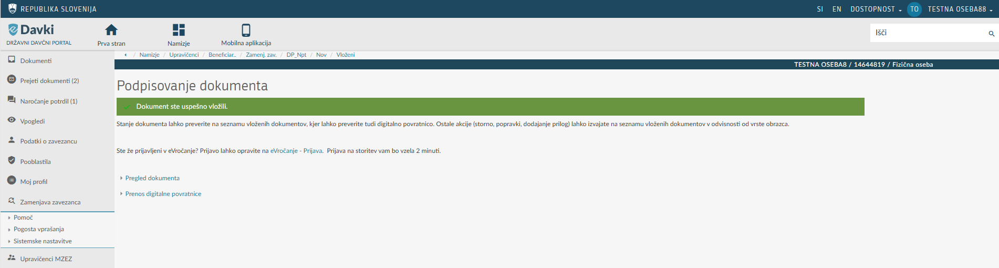 REPUBLIKA SLOVENIJA
SI EN DOSTOPNOST TO TESTNA OSEBA88
eDavki
DRŽAVNI DAVČNI PORTAL
Prva stran
Namizje
Mobilna aplikacija
Išči
/ Namizje / Upravičenci / Beneficiar.. / Zamenj. zav. / DP_Npt / Nov / Vloženi
TESTNA OSEBA8 / 14644819 / Fizična oseba
Dokumenti
Prejeti dokumenti (2)
Naročanje potrdil (1)
Vpogledi
Podatki o zavezancu
Pooblastila
Moj profil
Zamenjava zavezanca
Pomoč
Pogosta vprašanja
Sistemske nastavitve
Upravičenci MZEZ
Podpisovanje dokumenta
Dokument ste uspešno vložili.
Stanje dokumenta lahko preverite na seznamu vloženih dokumentov, kjer lahko preverite tudi digitalno povratnico. Ostale akcije (storno, popravki, dodajanje prilog) lahko izvajate na seznamu vloženih dokumentov v odvisnosti od vrste obrazca.
Ste že prijavljeni v eVročanje? Prijavo lahko opravite na eVročanje - Prijava. Prijava na storitev vam bo vzela 2 minuti.
Pregled dokumenta
Prenos digitalne povratnice